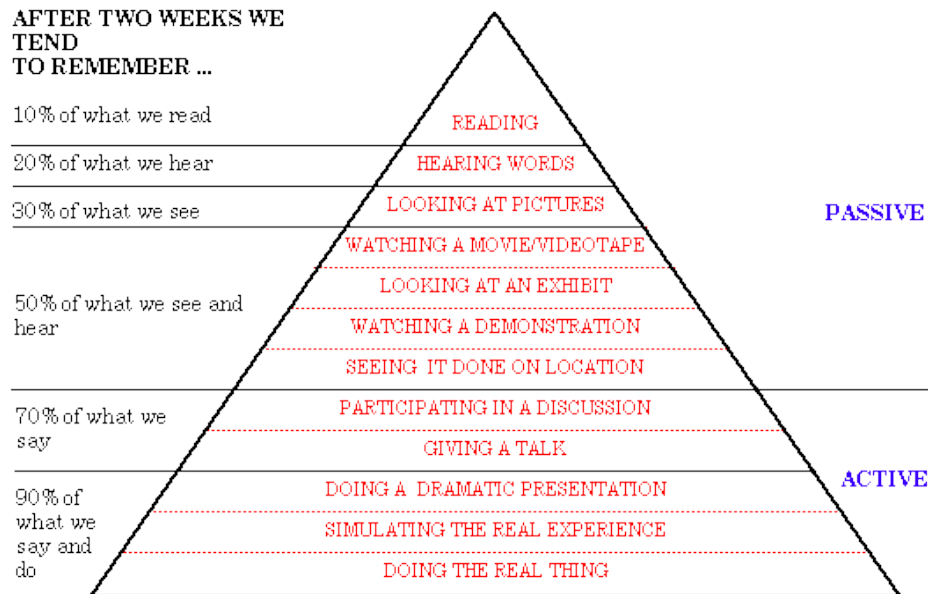 AFTER TWO WEEKS WE
TEND
TO REMEMBER ...
10% of what we read
READING
20% of what we hear
HEARING WORDS
30% of what we see
LOOKING AT PICTURES
PASSIVE
WATCHING A MOVIE/VIDEOTAPE
LOOKING AT AN EXHIBIT
50% of what we see and
hear
WATCHING A DEMONSTRATION
SEEING IT DONE ON LOCATION
70% of what we
say
PARTICIPATING IN A DISCUSSION
GIVING A TALK
ACTIVE
90% of
what we
say and
do
DOING A DRAMATIC PRESENTATION
SIMULATING THE REAL EXPERIENCE
DOING THE REAL THING